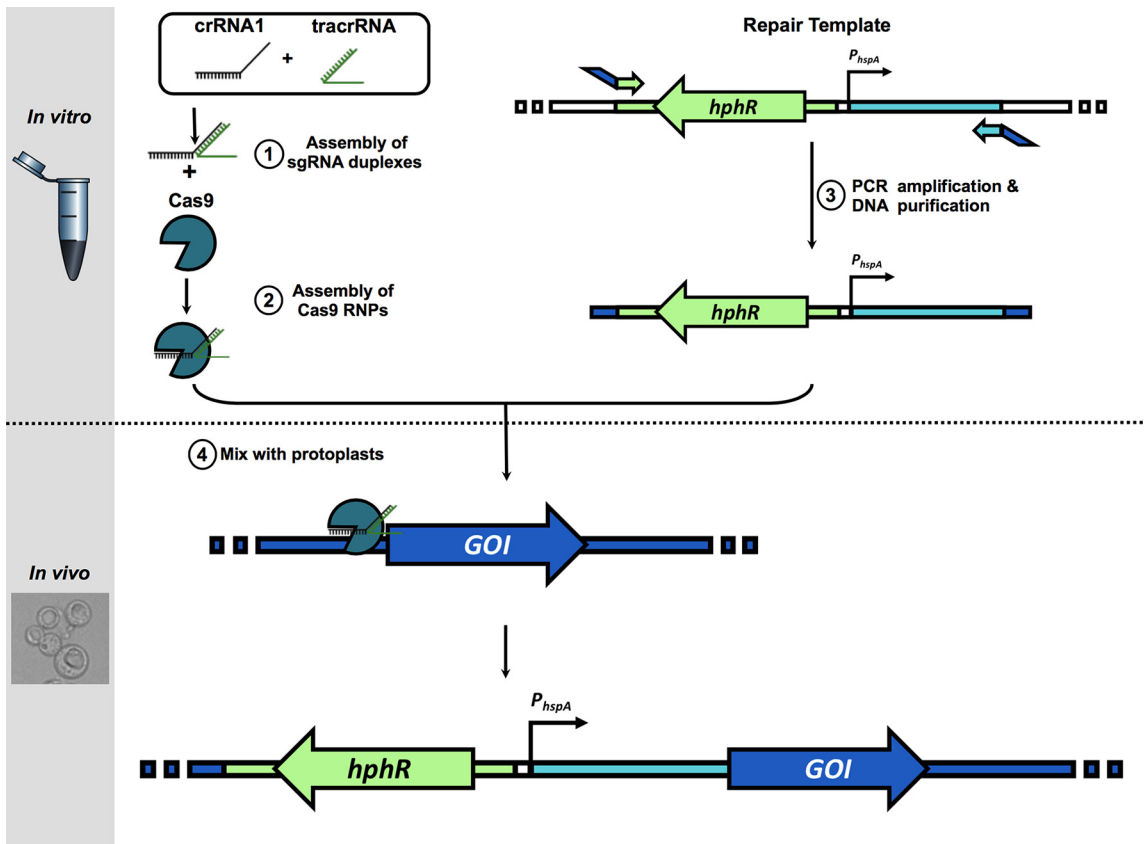 In vitro
crRNA1
tracrRNA
+
1
Assembly of
sgRNA duplexes
+
Cas9
2
Assembly of
Cas9 RNPs
Repair Template
PhspA
hphR
3
PCR amplification &
DNA purification
PhspA
hphR
In vivo
4
Mix with protoplasts
GOI
PhspA
hphR
GOI